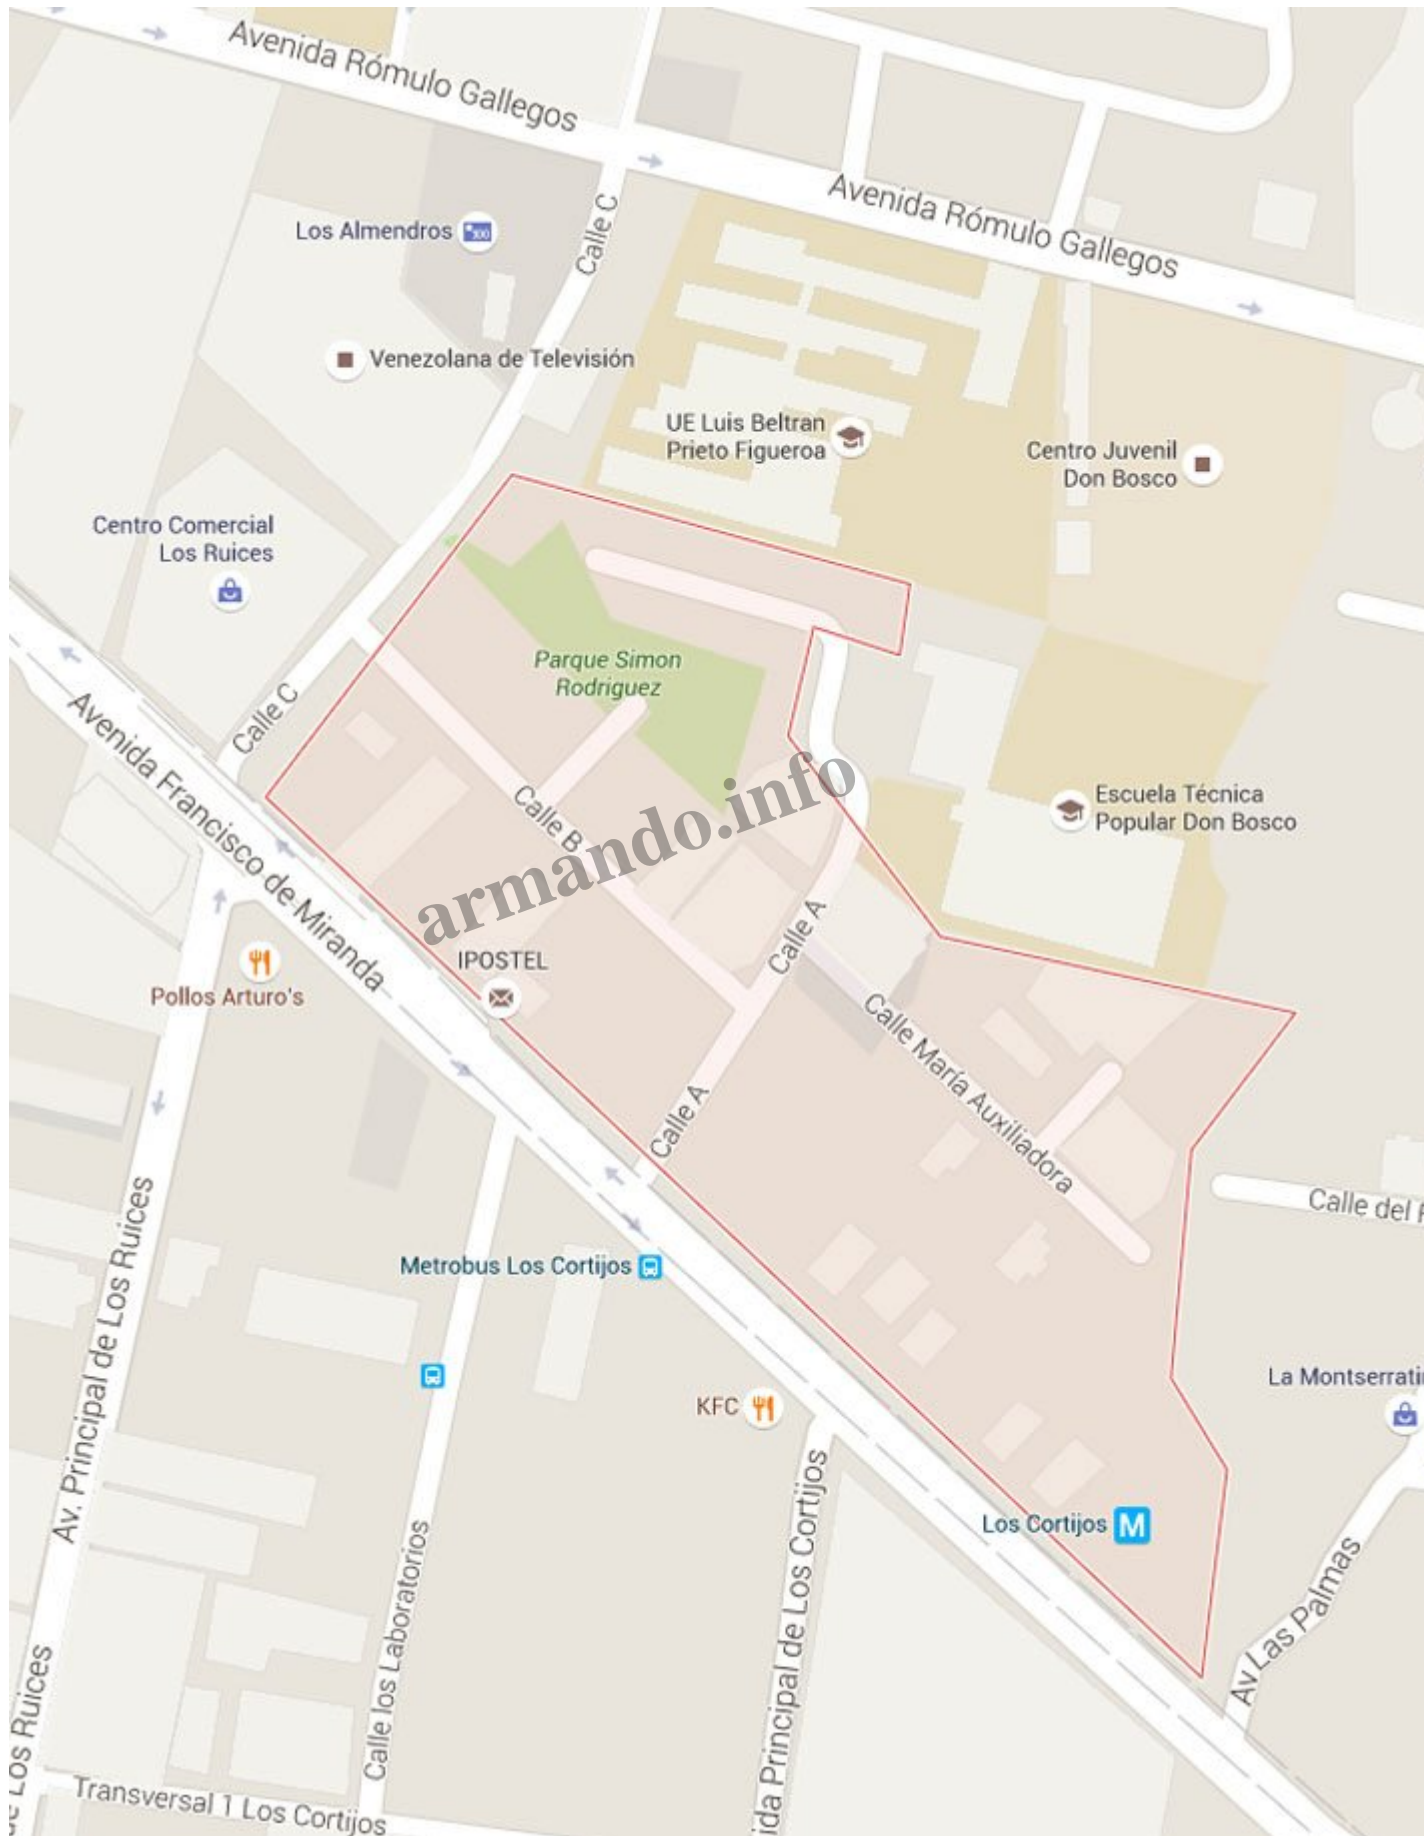 Avenida Rómulo Gallegos
Avenida Rómulo Gallegos
Los Almendros
Calle C
Venezolana de Televisión
UE Luis Beltran
Prieto Figueroa
Centro Juvenil
Don Bosco
Centro Comercial
Los Ruices
Parque Simon
Rodriguez
Calle C
Avenida Francisco de Miranda
Calle B
armando.info
Escuela Técnica
Popular Don Bosco
IPOSTEL
Calle A
Pollos Arturo's
Calle María Auxiliadora
Calle A
Calle del
Av. Principal de Los Ruices
Metrobus Los Cortijos
KFC
La Montserrati
M
Los Cortijos
Av Las Palmas
Calle los Laboratorios
ida Principal de Los Cortijos
Los Ruices
Transversal 1 Los Cortijos